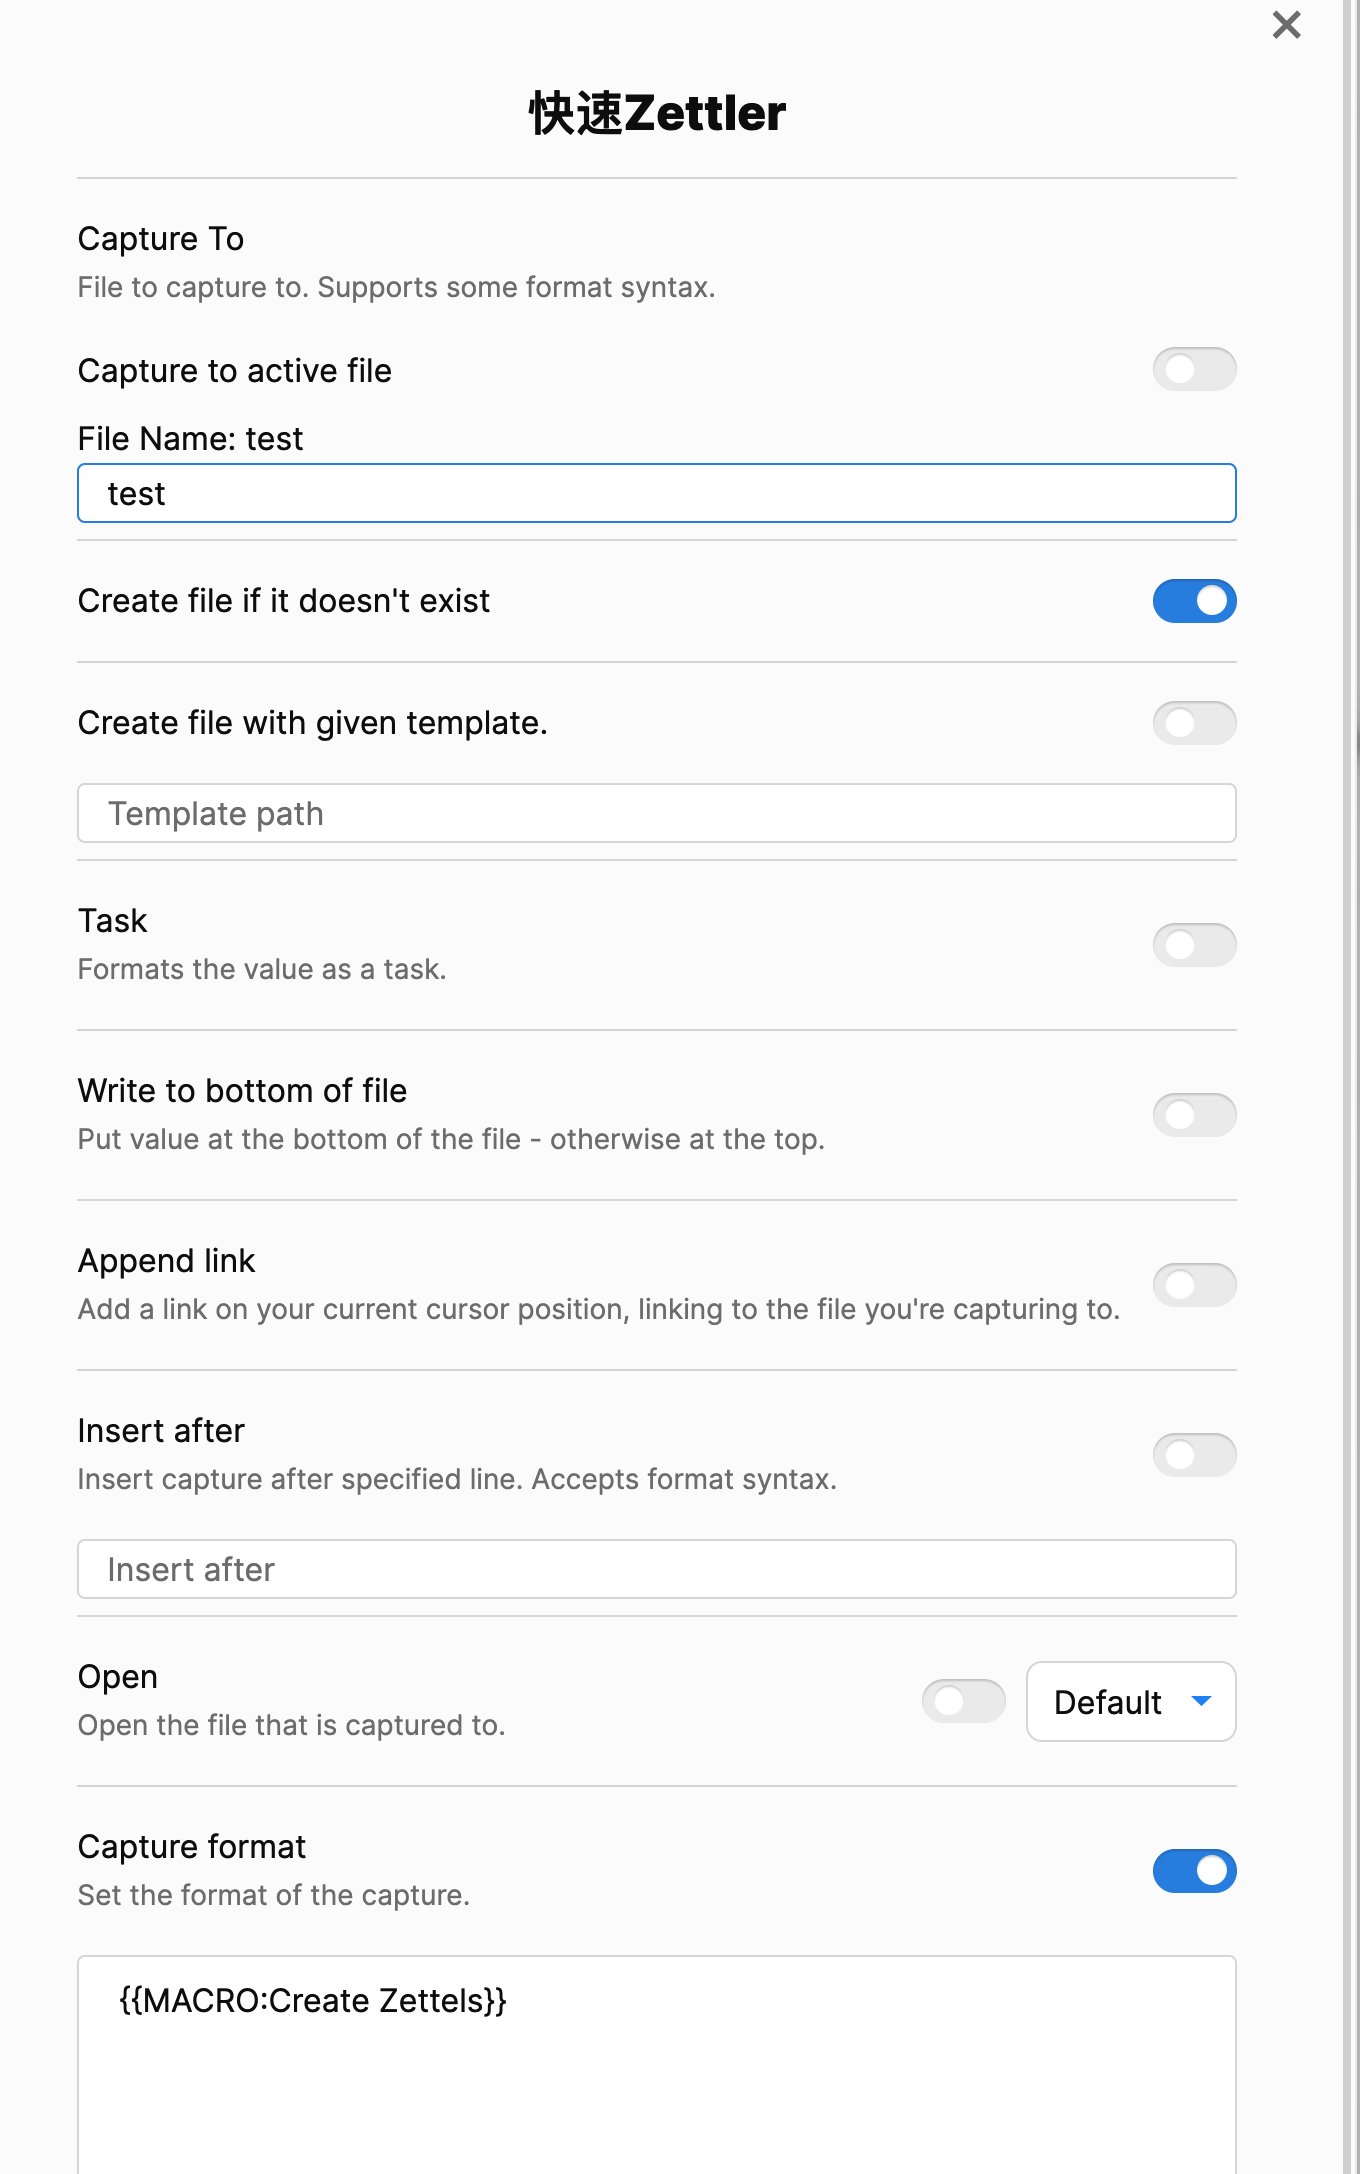 快速Zettler
Capture To
File to capture to. Supports some format syntax.
Capture to active file
File Name: test
test
Create file if it doesn't exist
Create file with given template.
Template path
Task
Formats the value as a task.
Write to bottom of file
Put value at the bottom of the file - otherwise at the top.
Append link
Add a link on your current cursor position, linking to the file you're capturing to.
Insert after
Insert capture after specified line. Accepts format syntax.
Insert after
Open
Default
Open the file that is captured to.
Capture format
Set the format of the capture.
{{MACRO:Create Zettels}}